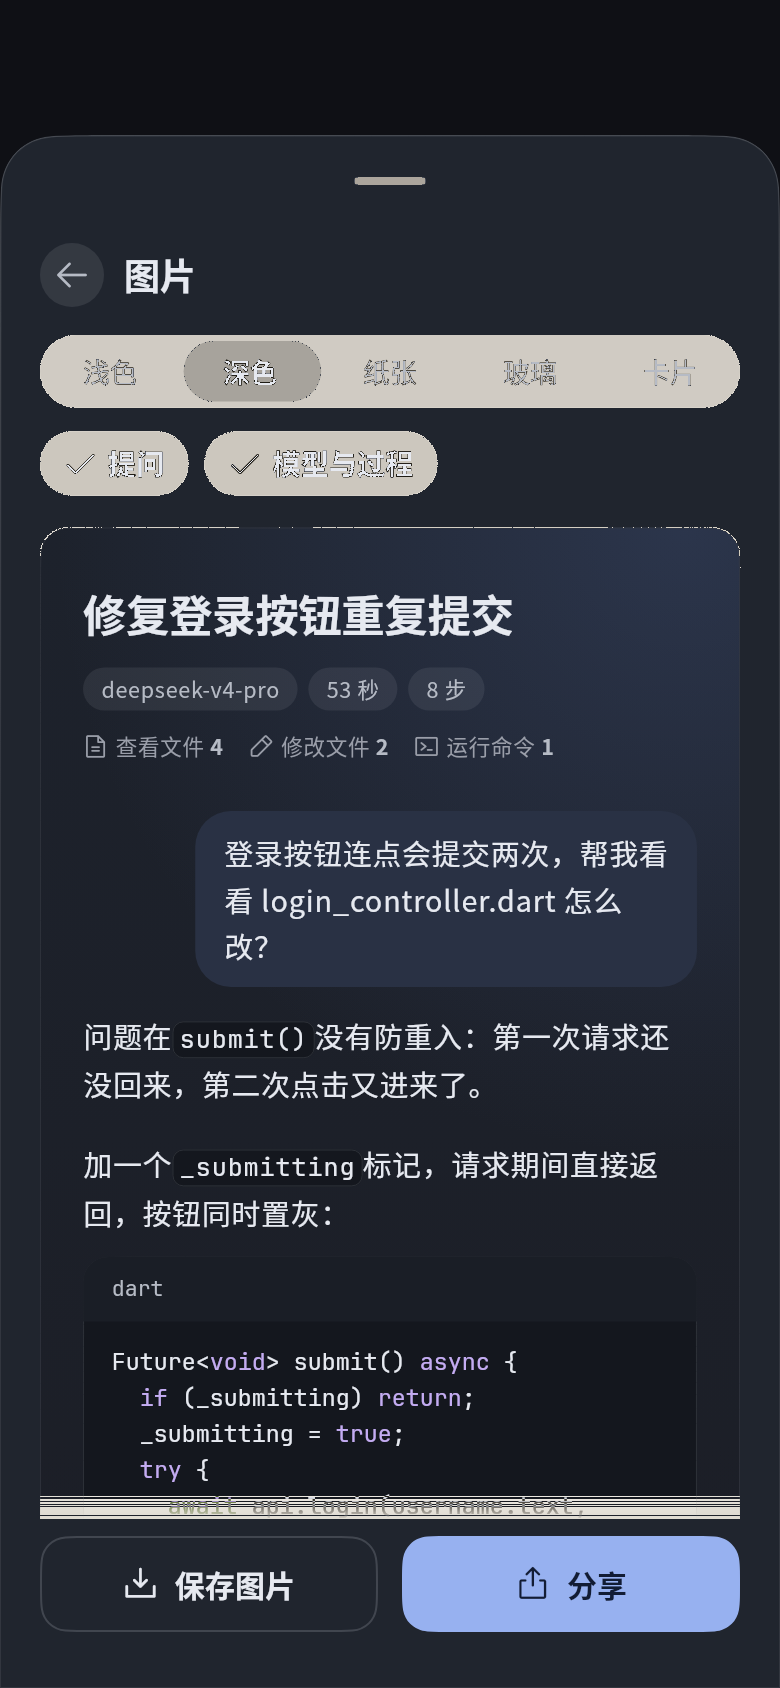 图片
浅色 深色 纸张 玻璃 卡片
提问 模型与过程
修复登录按钮重复提交
deepseek-v4-pro 53 秒 8 步
查看文件 4 修改文件 2 运行命令 1
登录按钮连点会提交两次，帮我看
看 login_controller.dart 怎么
改？
问题在 submit() 没有防重入：第一次请求还
没回来，第二次点击又进来了。
加一个 _submitting 标记，请求期间直接返
回，按钮同时置灰：
dart
Future<void> submit() async {
  if (_submitting) return;
  _submitting = true;
  try {
    await api.login(username.text,
保存图片 分享